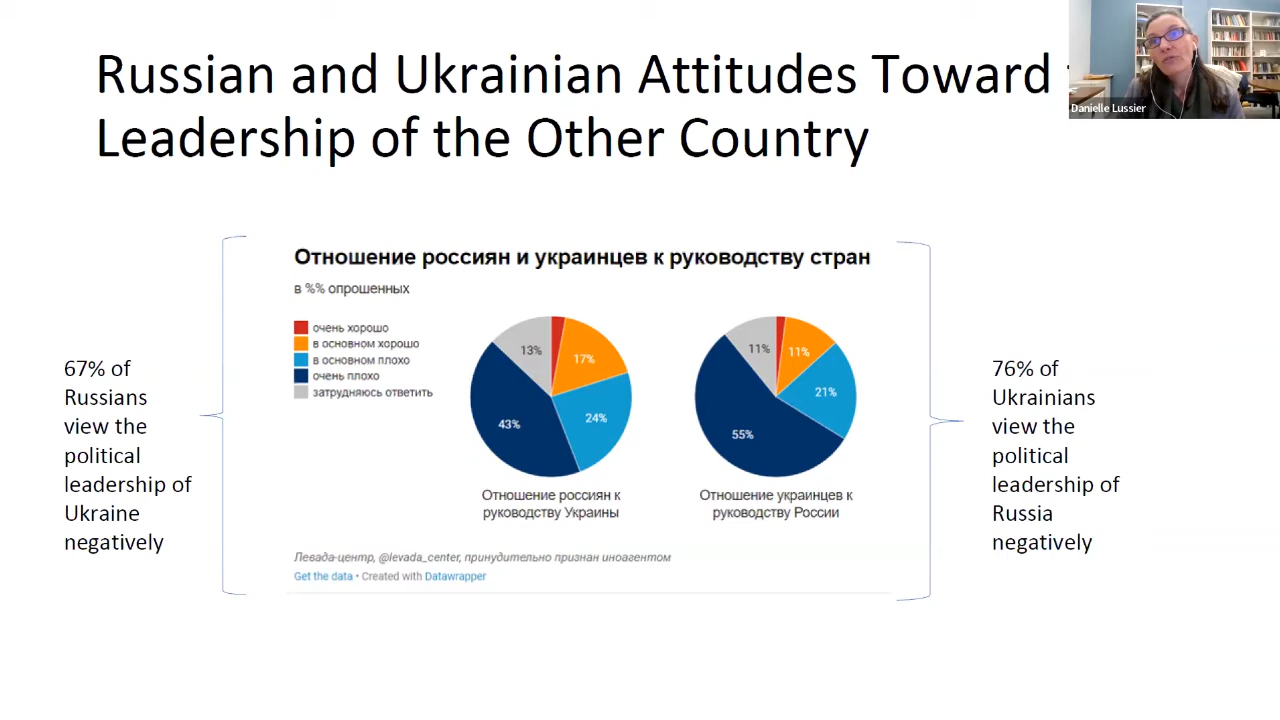 Russian and Ukrainian Attitudes Toward
Danielle Lussier
Leadership of the Other Country
67% of
Russians
view the
political
leadership of
Ukraine
negatively
Отношение россиян и украинцев к руководству стран
в %% опрошенных
очень хорошо
в основном хорошо
в основном плохо
очень плохо
затрудняюсь ответить
13%
17%
24%
43%
Отношение россиян к
руководству Украины
11%
11%
21%
55%
Отношение украинцев к
руководству России
Левада-центр, @levada_center, принудительно признан иноагентом
Get the data • Created with Datawrapper
76% of
Ukrainians
view the
political
leadership of
Russia
negatively